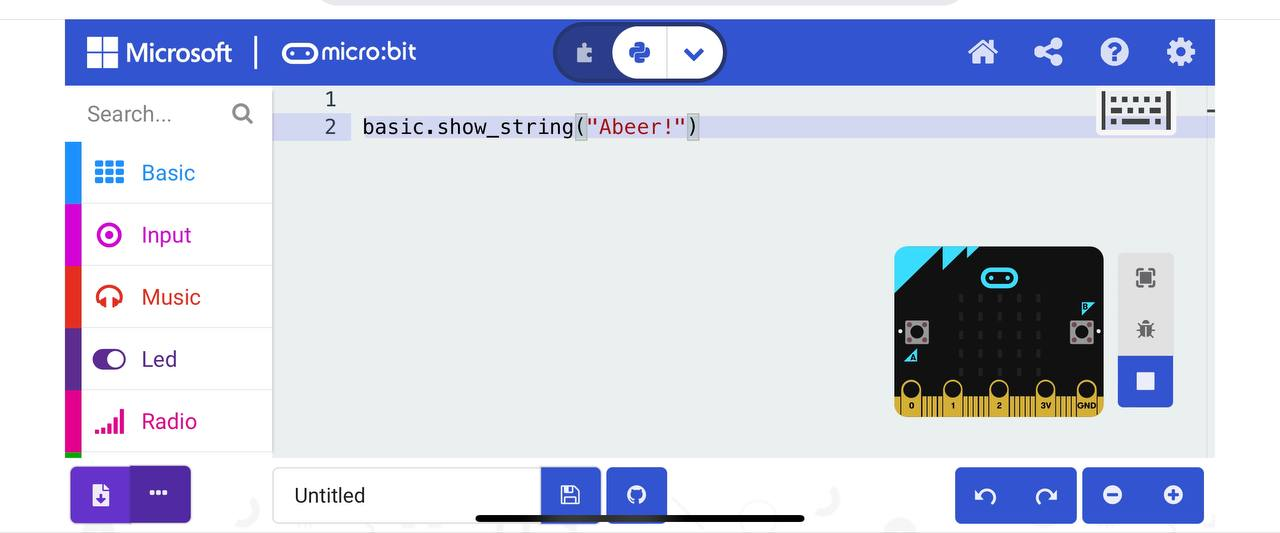 Microsoft | micro:bit
Search...
1
2 basic.show_string("Abeer!")
Basic
Input
Music
Led
Radio
B
A
0 1 2 3V GND
Untitled